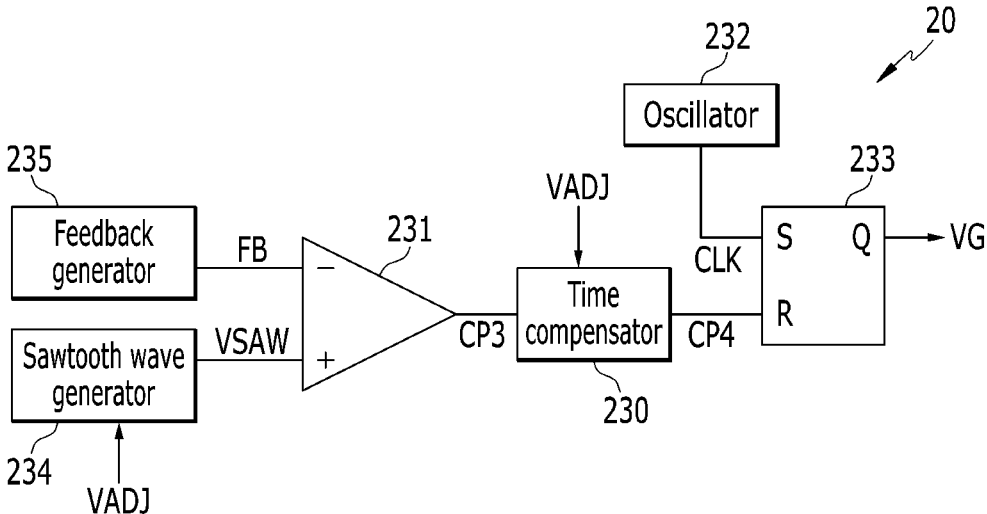 20
232
Oscillator
235
Feedback
generator
FB
231
VADJ
233
S
Q
VG
CLK
−
Time
compensator
CP3
CP4
R
230
VSAW
+
Sawtooth wave
generator
234
VADJ